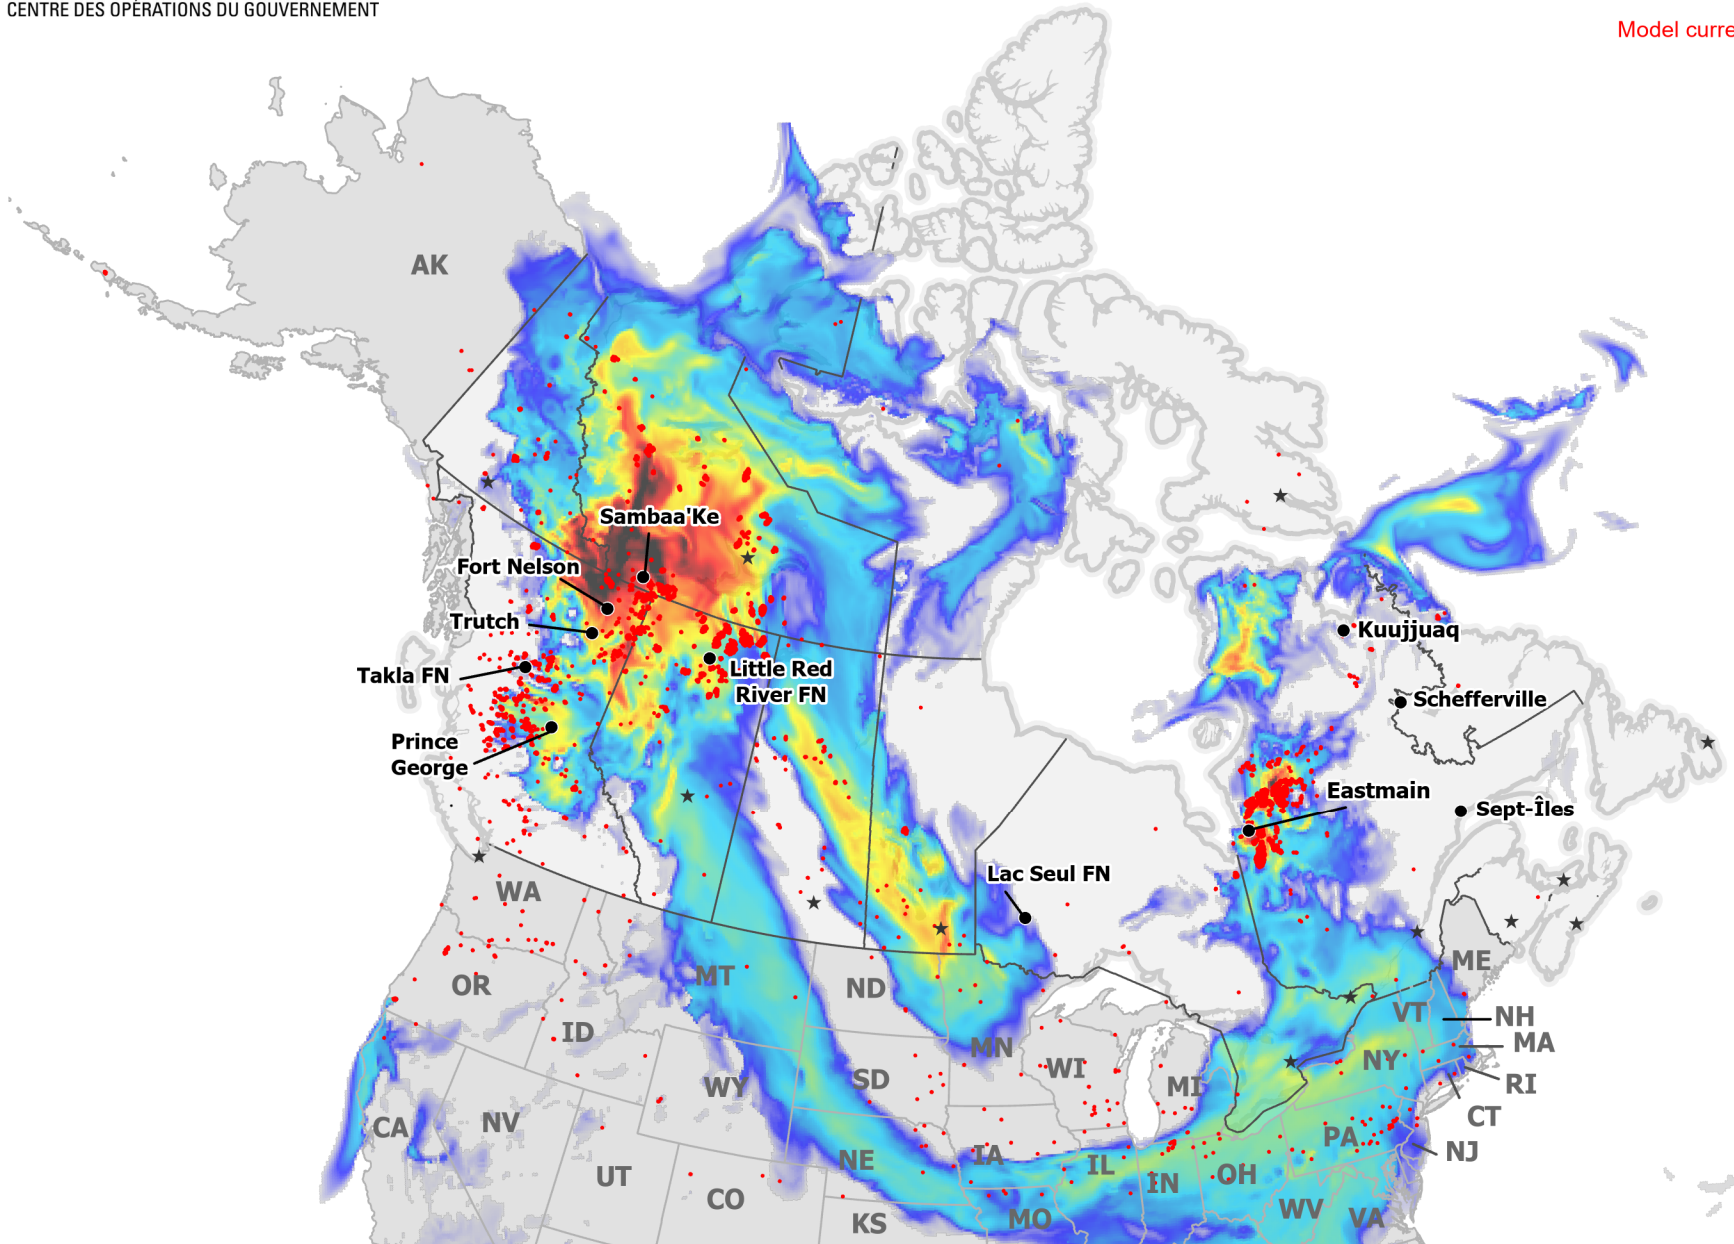 CENTRE DES OPÉRATIONS DU GOUVERNEMENT
Model curre
AK
Sambaa'Ke
Fort Nelson
Trutch
Takla FN
Little Red
River FN
Prince
George
Kuujjuaq
Schefferville
Eastmain
Sept-Îles
Lac Seul FN
WA
OR
ID
MT
ND
MN
WI
MI
SD
WY
NV
CA
UT
CO
NE
KS
IA
IL
IN
OH
MO
WV
VA
PA
NY
VT
ME
NH
MA
RI
CT
NJ